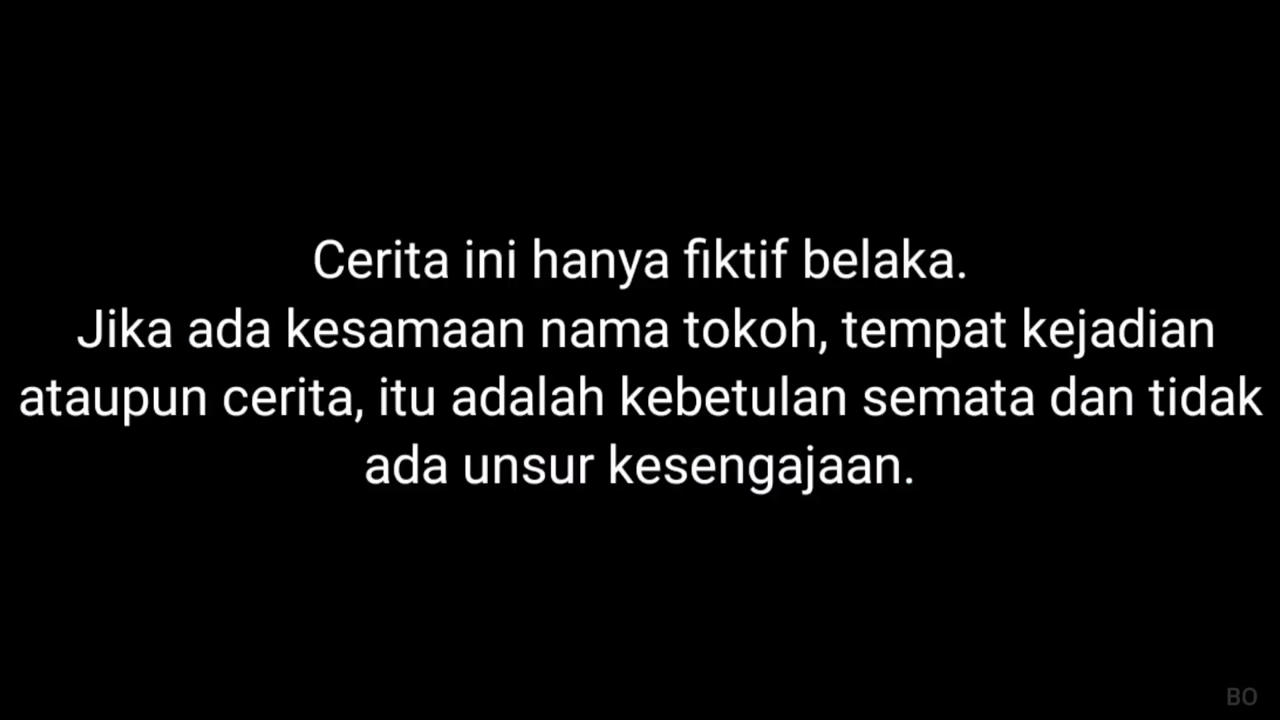 Cerita ini hanya fiktif belaka.
Jika ada kesamaan nama tokoh, tempat kejadian
ataupun cerita, itu adalah kebetulan semata dan tidak
ada unsur kesengajaan.
BO